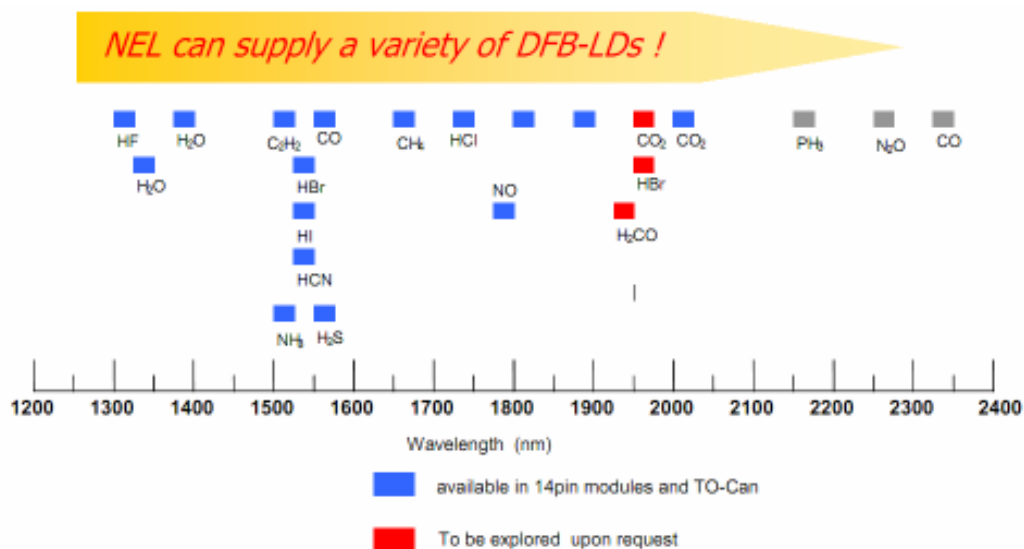 NEL can supply a variety of DFB-LDs !
HF H₂O C₂H₂ CO CH₄ HCl CO₂ CO₂ PH₃ N₂O CO
H₂O HBr HBr
NO
HI H₂CO
HCN
NH₃ H₂S
1200 1300 1400 1500 1600 1700 1800 1900 2000 2100 2200 2300 2400
Wavelength (nm)
available in 14pin modules and TO-Can
To be explored upon request